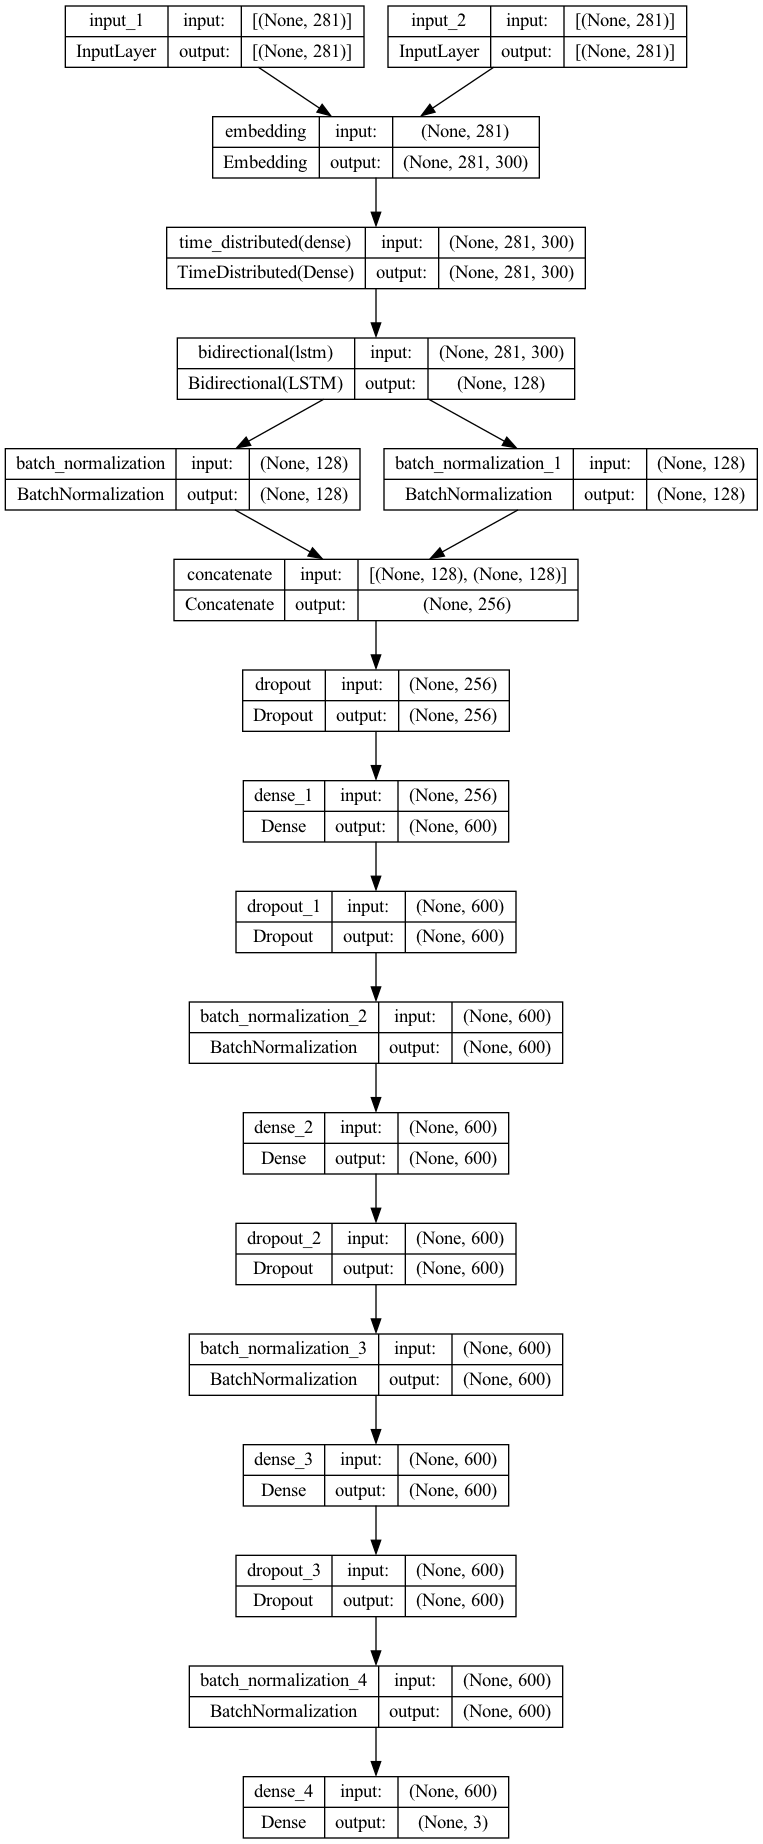 input_1 input: [(None, 281)]
InputLayer output: [(None, 281)]
input_2 input: [(None, 281)]
InputLayer output: [(None, 281)]
embedding input: (None, 281)
Embedding output: (None, 281, 300)
time_distributed(dense) input: (None, 281, 300)
TimeDistributed(Dense) output: (None, 281, 300)
bidirectional(lstm) input: (None, 281, 300)
Bidirectional(LSTM) output: (None, 128)
batch_normalization input: (None, 128)
BatchNormalization output: (None, 128)
batch_normalization_1 input: (None, 128)
BatchNormalization output: (None, 128)
concatenate input: [(None, 128), (None, 128)]
Concatenate output: (None, 256)
dropout input: (None, 256)
Dropout output: (None, 256)
dense_1 input: (None, 256)
Dense output: (None, 600)
dropout_1 input: (None, 600)
Dropout output: (None, 600)
batch_normalization_2 input: (None, 600)
BatchNormalization output: (None, 600)
dense_2 input: (None, 600)
Dense output: (None, 600)
dropout_2 input: (None, 600)
Dropout output: (None, 600)
batch_normalization_3 input: (None, 600)
BatchNormalization output: (None, 600)
dense_3 input: (None, 600)
Dense output: (None, 600)
dropout_3 input: (None, 600)
Dropout output: (None, 600)
batch_normalization_4 input: (None, 600)
BatchNormalization output: (None, 600)
dense_4 input: (None, 600)
Dense output: (None, 3)